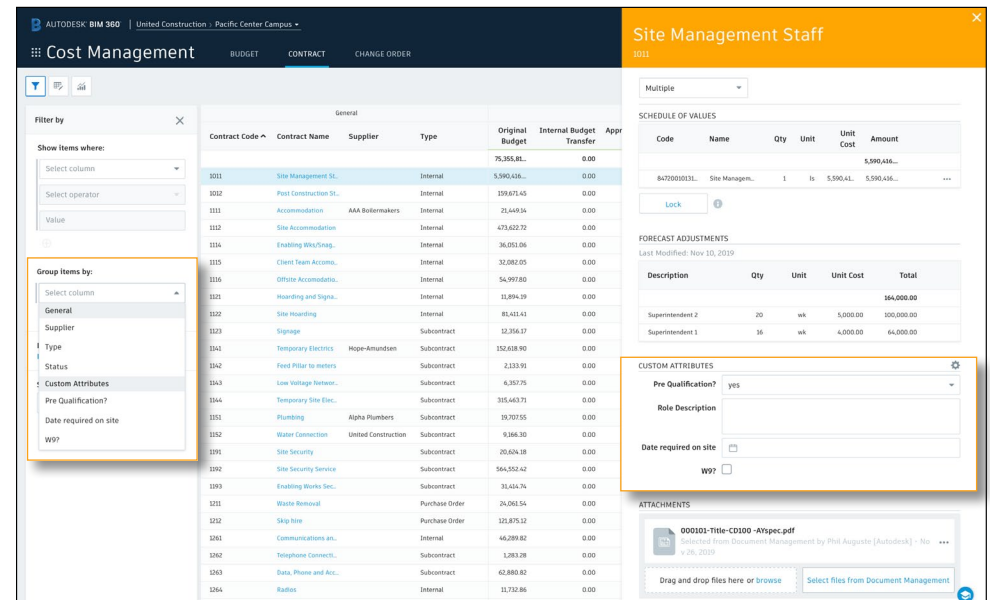 AUTODESK® BIM 360® | United Construction › Pacific Center Campus
Cost Management BUDGET CONTRACT CHANGE ORDER
Filter by
Show items where:
Select column
Select operator
Value
Group items by:
Select column
General
Supplier
Type
Status
Custom Attributes
Pre Qualification?
Date required on site
W9?
General
Contract Code Contract Name Supplier Type Original Budget Internal Budget Transfer Appr
75,355,81... 0.00
1011 Site Management St... Internal 5,590,416... 0.00
1012 Post Construction St... Internal 159,671.45 0.00
1111 Accommodation AAA Boilermakers Internal 21,449.14 0.00
1112 Site Accommodation Internal 473,622.72 0.00
1114 Enabling Wks/Snag... Internal 36,051.06 0.00
1115 Client Team Accomo... Internal 32,082.05 0.00
1116 Offsite Accomodatio... Internal 54,997.80 0.00
1121 Hoarding and Signa... Internal 11,894.19 0.00
1122 Site Hoarding Internal 81,411.41 0.00
1123 Signage Subcontract 12,356.17 0.00
1141 Temporary Electrics Hope-Amundsen Subcontract 152,618.90 0.00
1142 Feed Pillar to meters Subcontract 2,133.91 0.00
1143 Low Voltage Networ... Subcontract 6,357.75 0.00
1144 Temporary Site Elec... Subcontract 315,463.71 0.00
1151 Plumbing Alpha Plumbers Subcontract 19,707.55 0.00
1152 Water Connection United Construction Subcontract 9,166.30 0.00
1191 Site Security Subcontract 20,624.18 0.00
1192 Site Security Service Subcontract 564,552.42 0.00
1193 Enabling Works Sec... Subcontract 31,414.74 0.00
1211 Waste Removal Purchase Order 24,061.54 0.00
1212 Skip hire Purchase Order 121,875.12 0.00
1261 Communications an... Internal 46,289.82 0.00
1262 Telephone Connecti... Subcontract 1,283.28 0.00
1263 Data, Phone and Acc... Subcontract 62,880.82 0.00
1264 Radios Internal 11,732.86 0.00
Site Management Staff
1011
Multiple
SCHEDULE OF VALUES
Code Name Qty Unit Unit Cost Amount
5,590,416...
84720010131... Site Managem... 1 ls 5,590,41... 5,590,416... ...
Lock
FORECAST ADJUSTMENTS
Last Modified: Nov 10, 2019
Description Qty Unit Unit Cost Total
164,000.00
Superintendent 2 20 wk 5,000.00 100,000.00
Superintendent 1 16 wk 4,000.00 64,000.00
CUSTOM ATTRIBUTES
Pre Qualification? yes
Role Description
Date required on site
W9?
ATTACHMENTS
000101-Title-CD100 -AYspec.pdf
Selected from Document Management by Phil Auguste [Autodesk] - No
v 26, 2019
Drag and drop files here or browse
Select files from Document Management